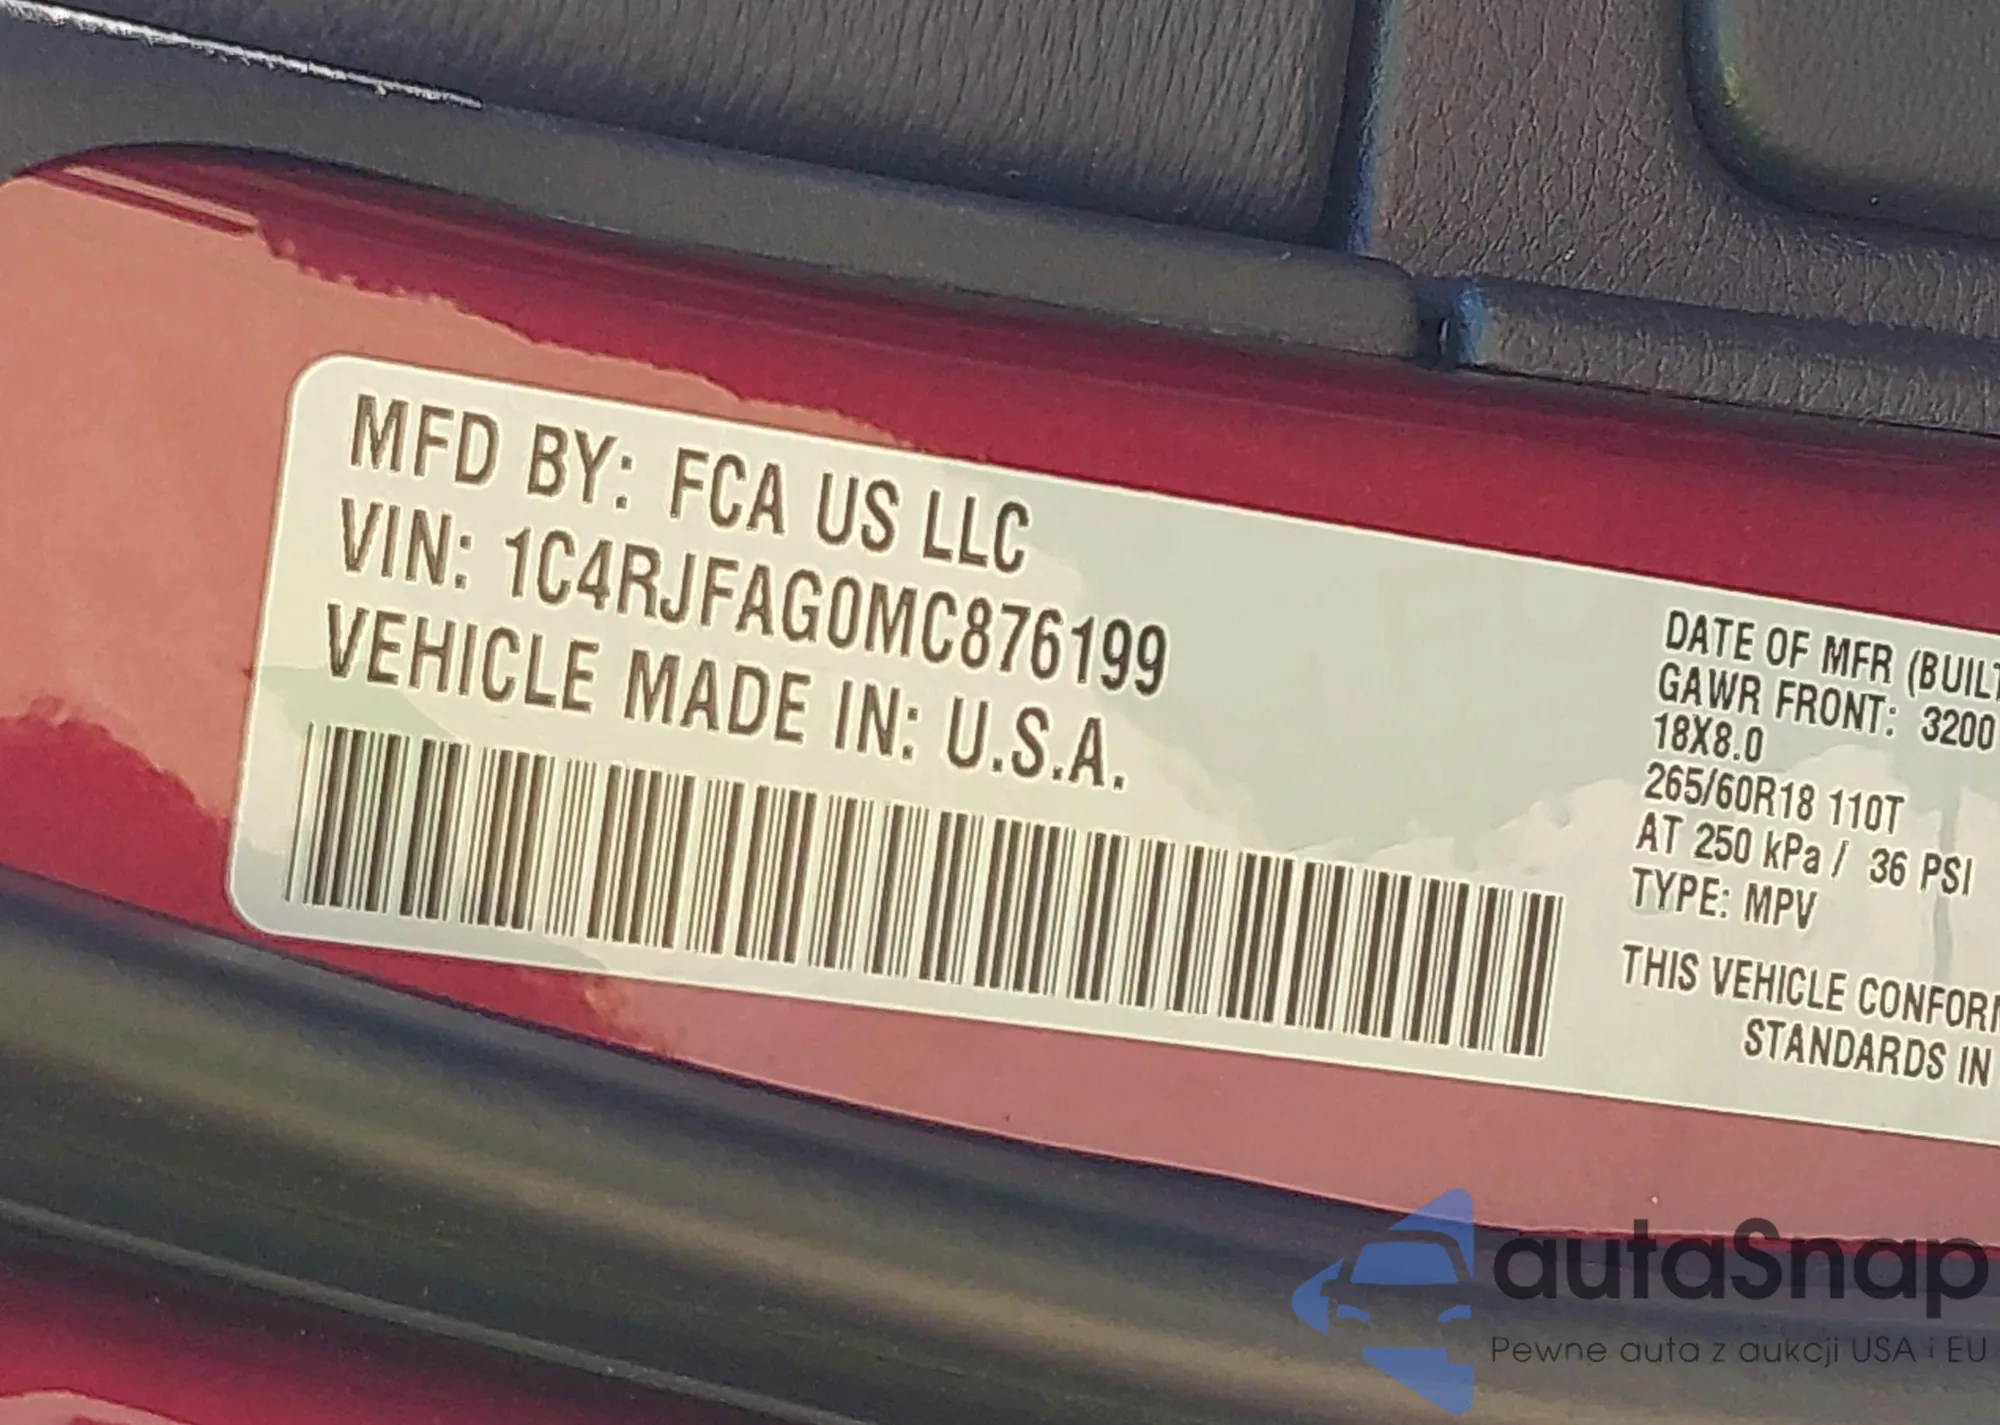 MFD BY: FCA US LLC
VIN: 1C4RJFAG0MC876199
VEHICLE MADE IN: U.S.A.
DATE OF MFR (BUILT
GAWR FRONT: 3200
18X8.0
265/60R18 110T
AT 250 kPa / 36 PSI
TYPE: MPV
THIS VEHICLE CONFORM
STANDARDS IN
autaSnap
Pewne auta z aukcji USA i EU